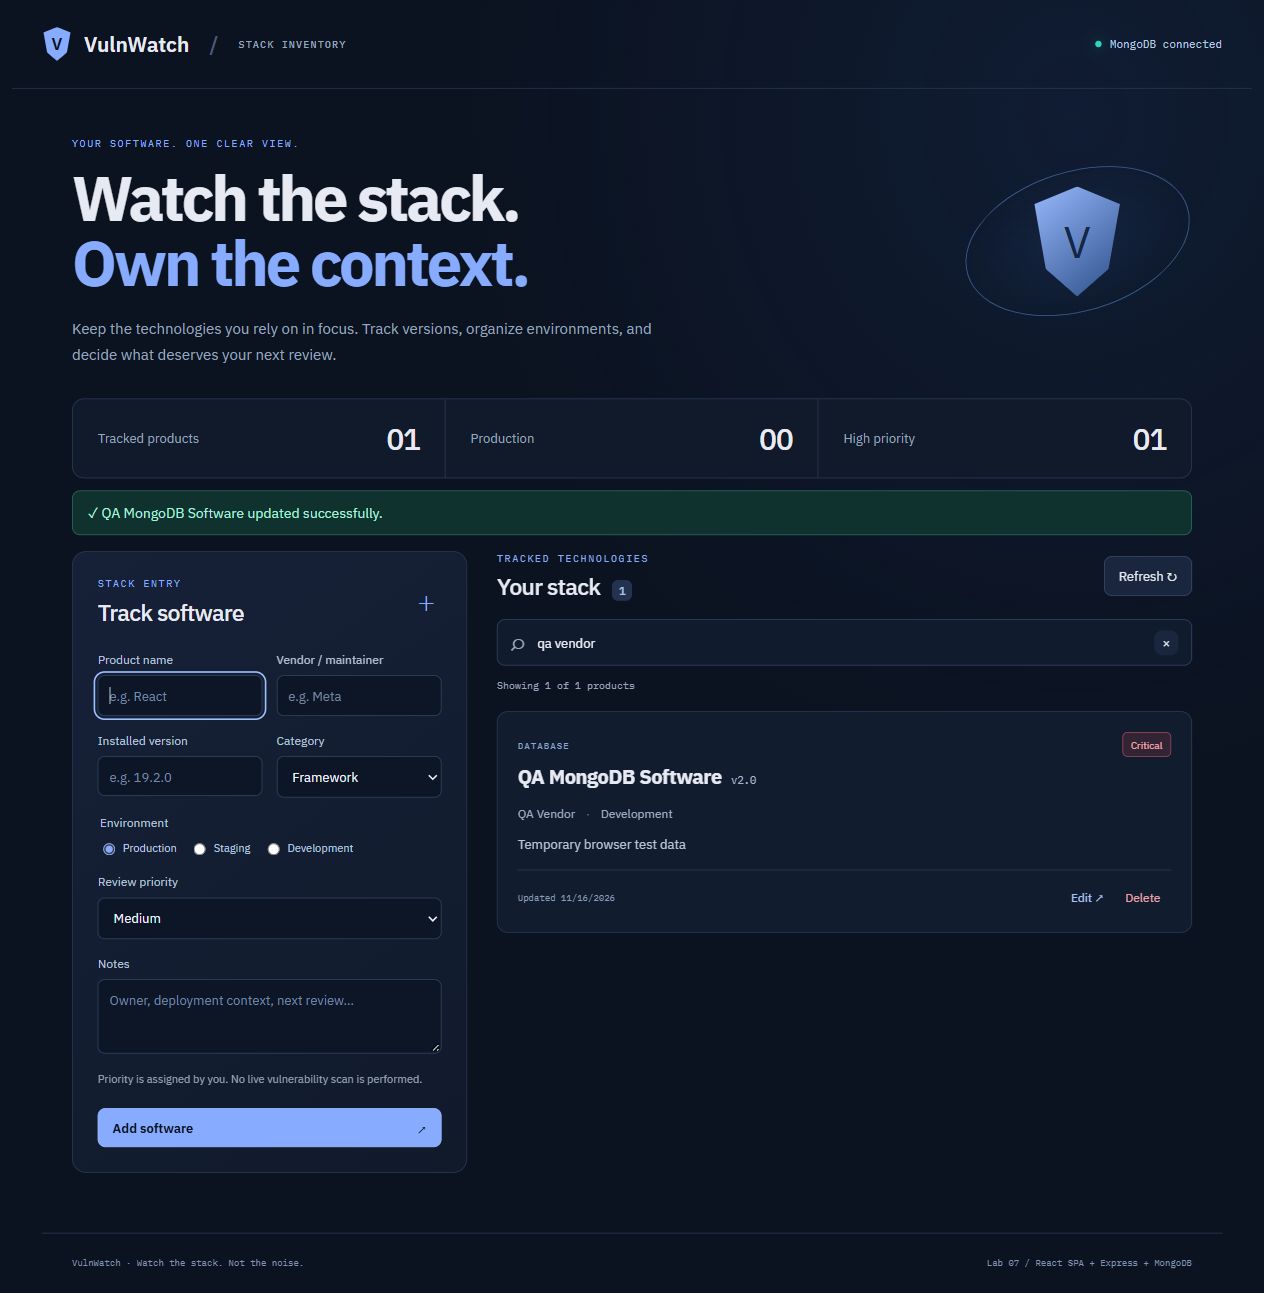 V VulnWatch / STACK INVENTORY
MongoDB connected
YOUR SOFTWARE. ONE CLEAR VIEW.
Watch the stack.
Own the context.
V
Keep the technologies you rely on in focus. Track versions, organize environments, and
decide what deserves your next review.
Tracked products 01
Production 00
High priority 01
✓ QA MongoDB Software updated successfully.
STACK ENTRY
Track software +
Product name
e.g. React
Vendor / maintainer
e.g. Meta
Installed version
e.g. 19.2.0
Category
Framework
Environment
Production Staging Development
Review priority
Medium
Notes
Owner, deployment context, next review...
Priority is assigned by you. No live vulnerability scan is performed.
Add software ↗
TRACKED TECHNOLOGIES
Your stack 1
Refresh ↻
qa vendor ×
Showing 1 of 1 products
DATABASE
Critical
QA MongoDB Software v2.0
QA Vendor · Development
Temporary browser test data
Updated 11/16/2026
Edit ↗ Delete
VulnWatch · Watch the stack. Not the noise.
Lab 07 / React SPA + Express + MongoDB